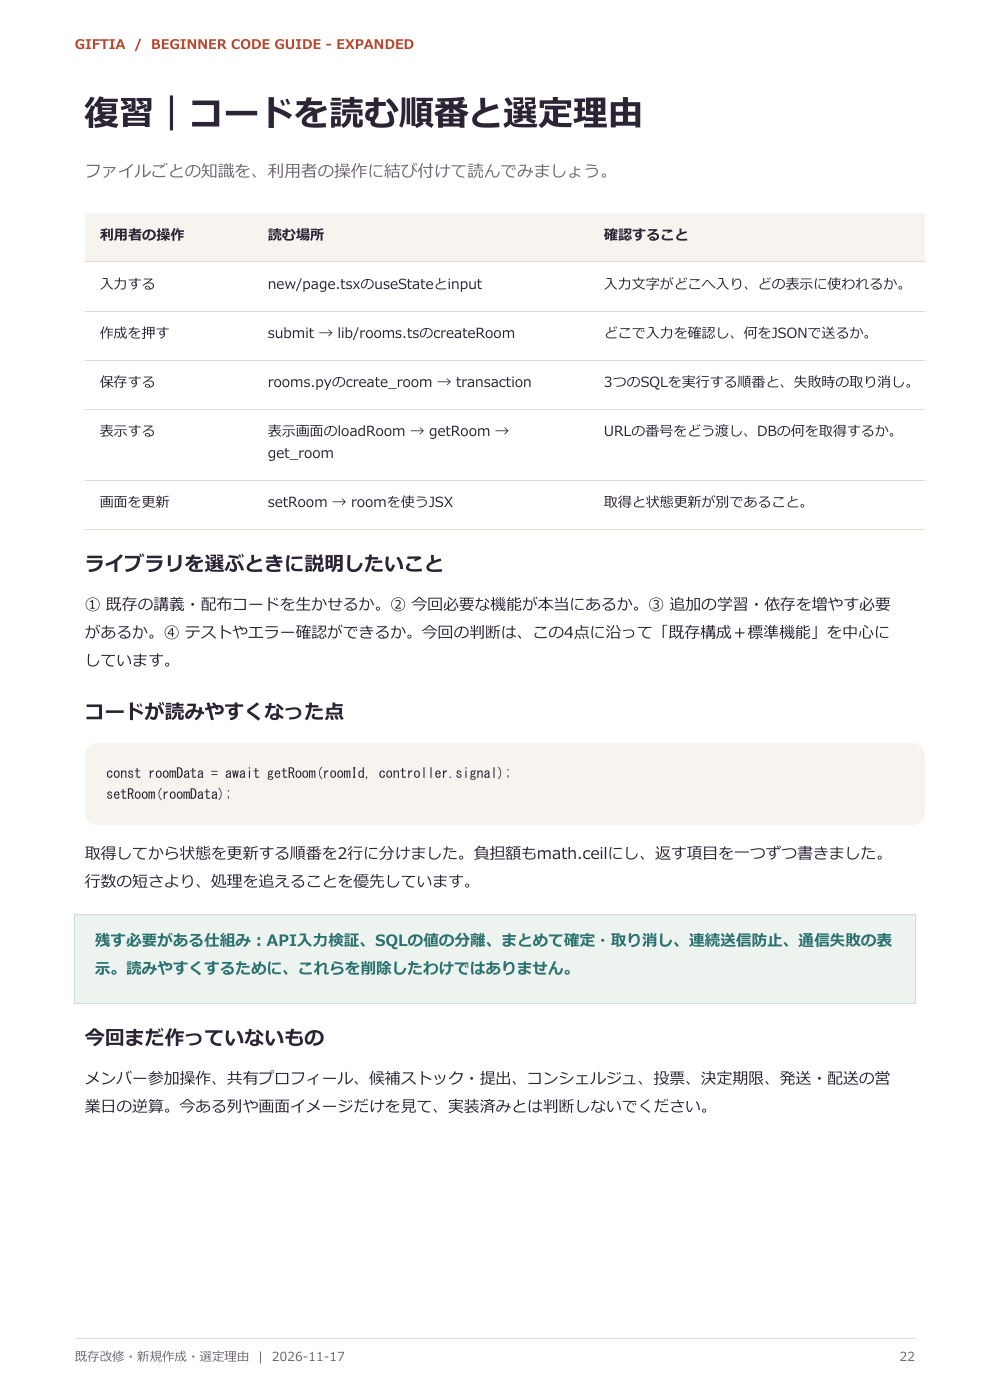 GIFTIA / BEGINNER CODE GUIDE - EXPANDED
復習｜コードを読む順番と選定理由
ファイルごとの知識を、利用者の操作に結び付けて読んでみましょう。
利用者の操作 読む場所 確認すること
入力する new/page.tsxのuseStateとinput 入力文字がどこへ入り、どの表示に使われるか。
作成を押す submit → lib/rooms.tsのcreateRoom どこで入力を確認し、何をJSONで送るか。
保存する rooms.pyのcreate_room → transaction 3つのSQLを実行する順番と、失敗時の取り消し。
表示する 表示画面のloadRoom → getRoom → URLの番号をどう渡し、DBの何を取得するか。
get_room
画面を更新 setRoom → roomを使うJSX 取得と状態更新が別であること。
ライブラリを選ぶときに説明したいこと
① 既存の講義・配布コードを生かせるか。② 今回必要な機能が本当にあるか。③ 追加の学習・依存を増やす必要
があるか。④ テストやエラー確認ができるか。今回の判断は、この4点に沿って「既存構成＋標準機能」を中心に
しています。
コードが読みやすくなった点
const roomData = await getRoom(roomId, controller.signal);
setRoom(roomData);
取得してから状態を更新する順番を2行に分けました。負担額もmath.ceilにし、返す項目を一つずつ書きました。
行数の短さより、処理を追えることを優先しています。
残す必要がある仕組み：API入力検証、SQLの値の分離、まとめて確定・取り消し、連続送信防止、通信失敗の表
示。読みやすくするために、これらを削除したわけではありません。
今回まだ作っていないもの
メンバー参加操作、共有プロフィール、候補ストック・提出、コンシェルジュ、投票、決定期限、発送・配送の営
業日の逆算。今ある列や画面イメージだけを見て、実装済みとは判断しないでください。
既存改修・新規作成・選定理由 | 2026-11-17 22